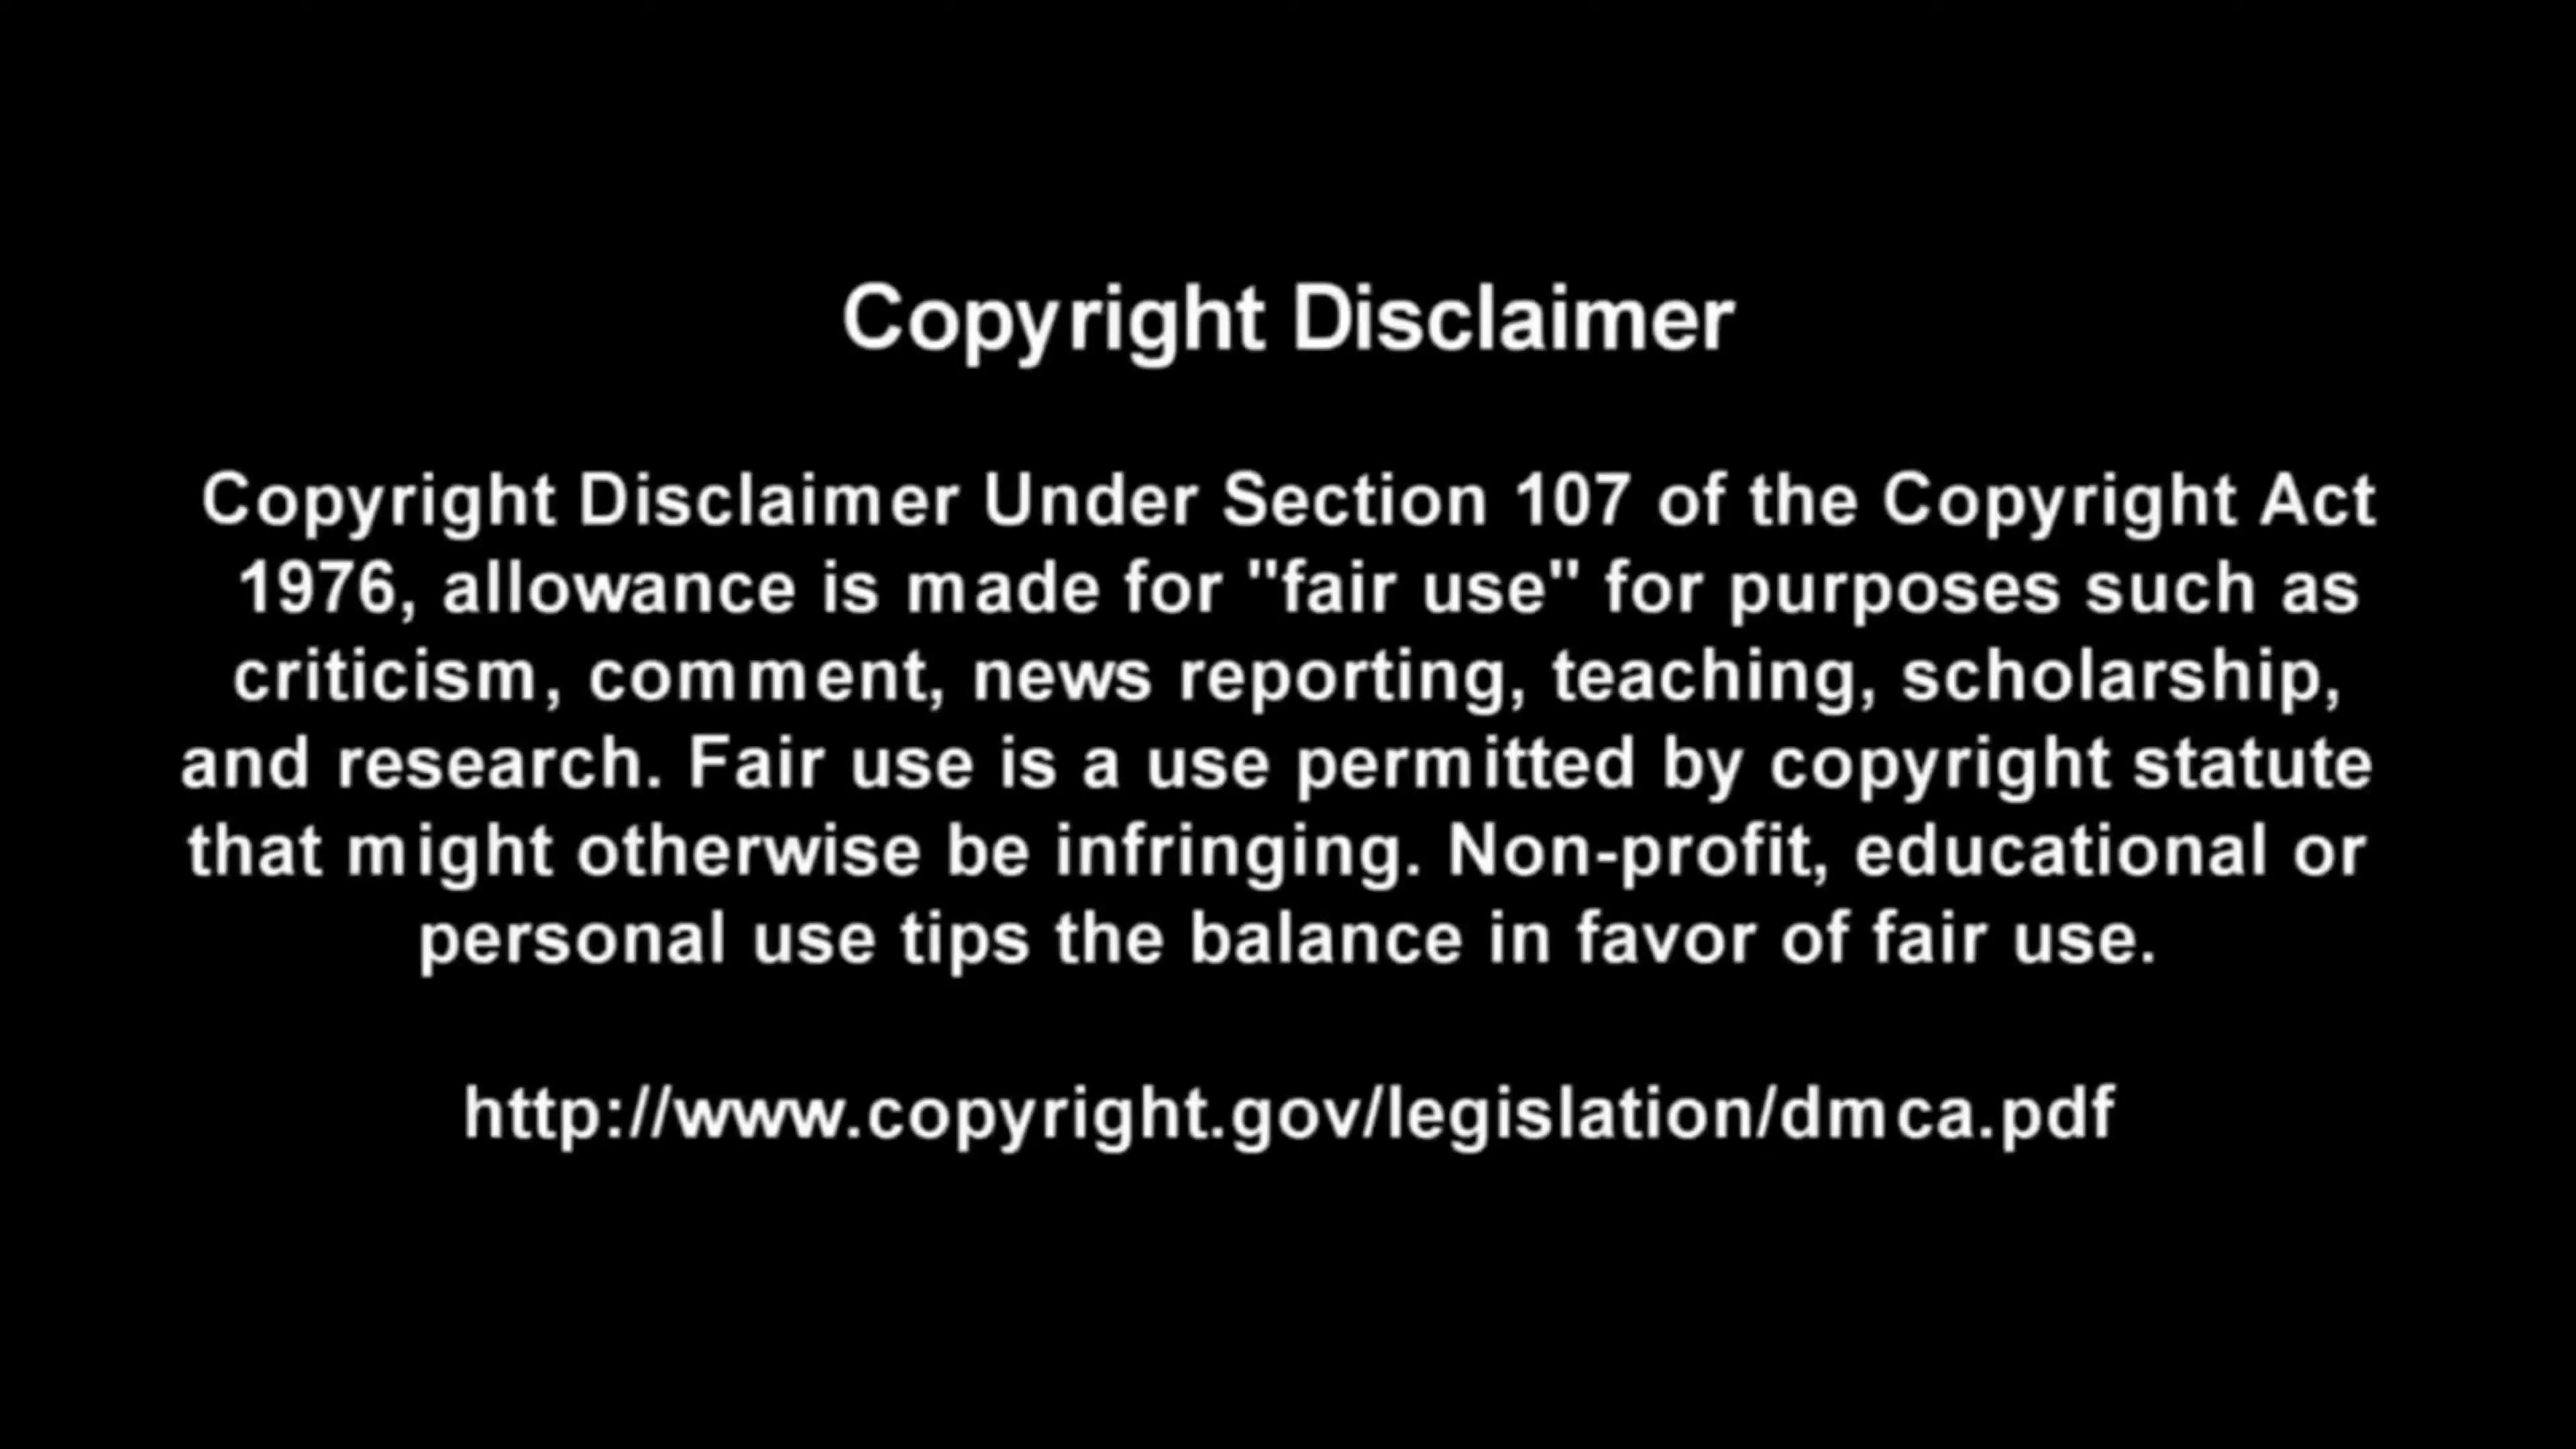 Copyright Disclaimer
Copyright Disclaimer Under Section 107 of the Copyright Act
1976, allowance is made for "fair use" for purposes such as
criticism, comment, news reporting, teaching, scholarship,
and research. Fair use is a use permitted by copyright statute
that might otherwise be infringing. Non-profit, educational or
personal use tips the balance in favor of fair use.
http://www.copyright.gov/legislation/dmca.pdf